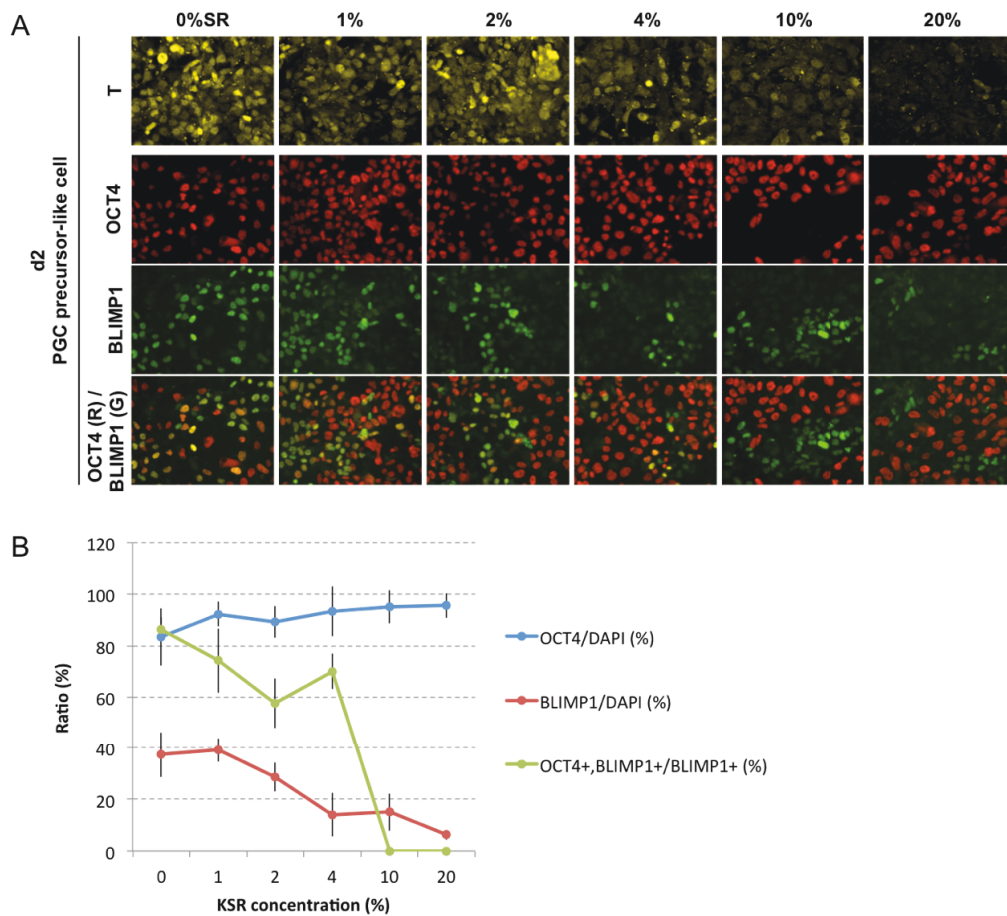 A
0%SR 1% 2% 4% 10% 20%
d2
PGC precursor-like cell
T
OCT4
BLIMP1
OCT4 (R) /
BLIMP1 (G)
B
120
100
80
60
40
20
0
Ratio (%)
0 1 2 4 10 20
KSR concentration (%)
OCT4/DAPI (%)
BLIMP1/DAPI (%)
OCT4+,BLIMP1+/BLIMP1+ (%)